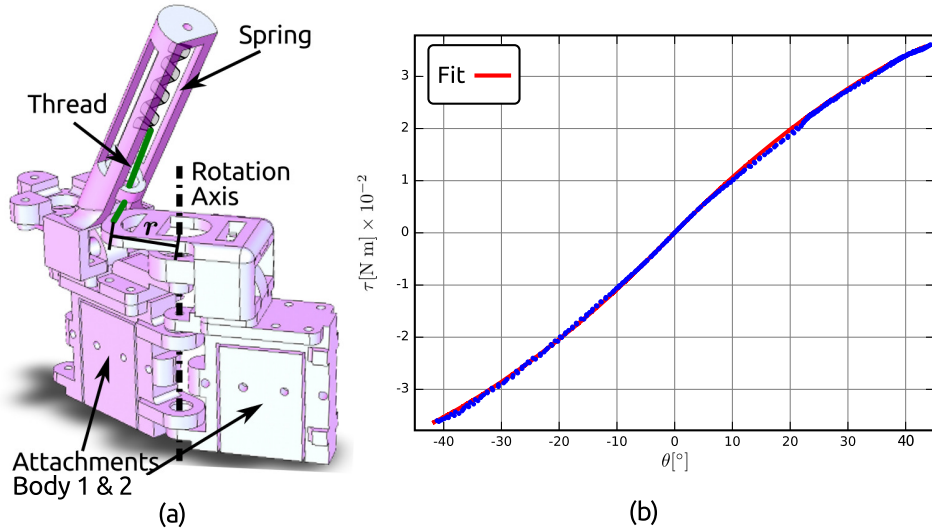 Spring
Thread
Rotation
Axis
r
Attachments
Body 1 & 2
(a)
Fit
3
2
1
0
-1
-2
-3
τ[N m] × 10⁻²
-40 -30 -20 -10 0 10 20 30 40
θ[°]
(b)